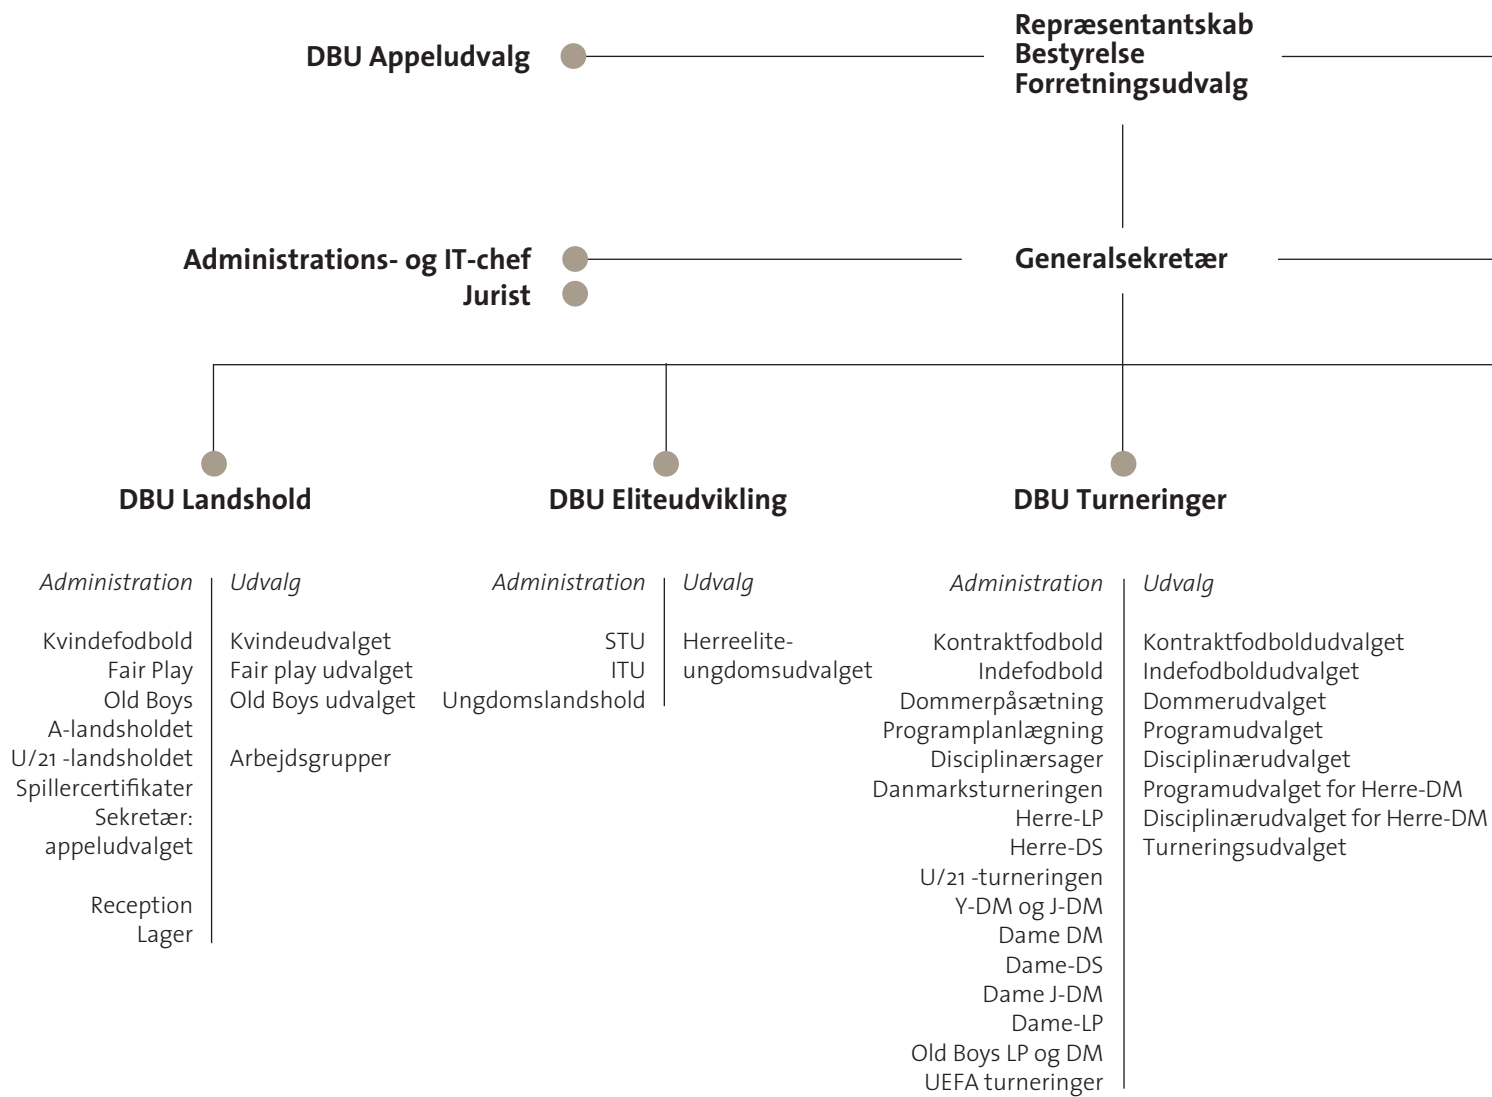 DBU Appeludvalg
Repræsentantskab
Bestyrelse
Forretningsudvalg
Administrations- og IT-chef
Jurist
Generalsekretær
DBU Landshold
Administration
Kvindefodbold
Fair Play
Old Boys
A-landsholdet
U/21 -landsholdet
Spillercertifikater
Sekretær:
appeludvalget
Reception
Lager
Udvalg
Kvindeudvalget
Fair play udvalget
Old Boys udvalget
Arbejdsgrupper
DBU Eliteudvikling
Administration
STU
ITU
Ungdomslandshold
Udvalg
Herreelite-
ungdomsudvalget
DBU Turneringer
Administration
Kontraktfodbold
Indefodbold
Dommerpåsætning
Programplanlægning
Disciplinærsager
Danmarksturneringen
Herre-LP
Herre-DS
U/21 -turneringen
Y-DM og J-DM
Dame DM
Dame-DS
Dame J-DM
Dame-LP
Old Boys LP og DM
UEFA turneringer
Udvalg
Kontraktfodboldudvalget
Indefodboldudvalget
Dommerudvalget
Programudvalget
Disciplinærudvalget
Programudvalget for Herre-DM
Disciplinærudvalget for Herre-DM
Turneringsudvalget